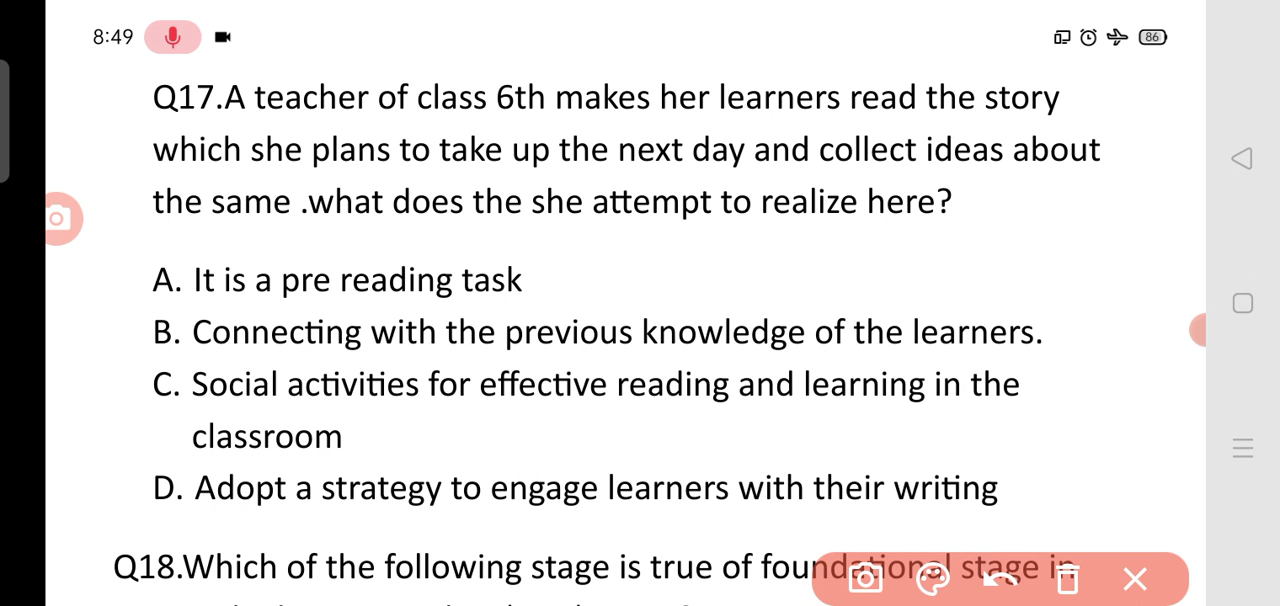 8:49
86
Q17.A teacher of class 6th makes her learners read the story
which she plans to take up the next day and collect ideas about
the same .what does the she attempt to realize here?
A. It is a pre reading task
B. Connecting with the previous knowledge of the learners.
C. Social activities for effective reading and learning in the
classroom
D. Adopt a strategy to engage learners with their writing
Q18.Which of the following stage is true of foundational stage in